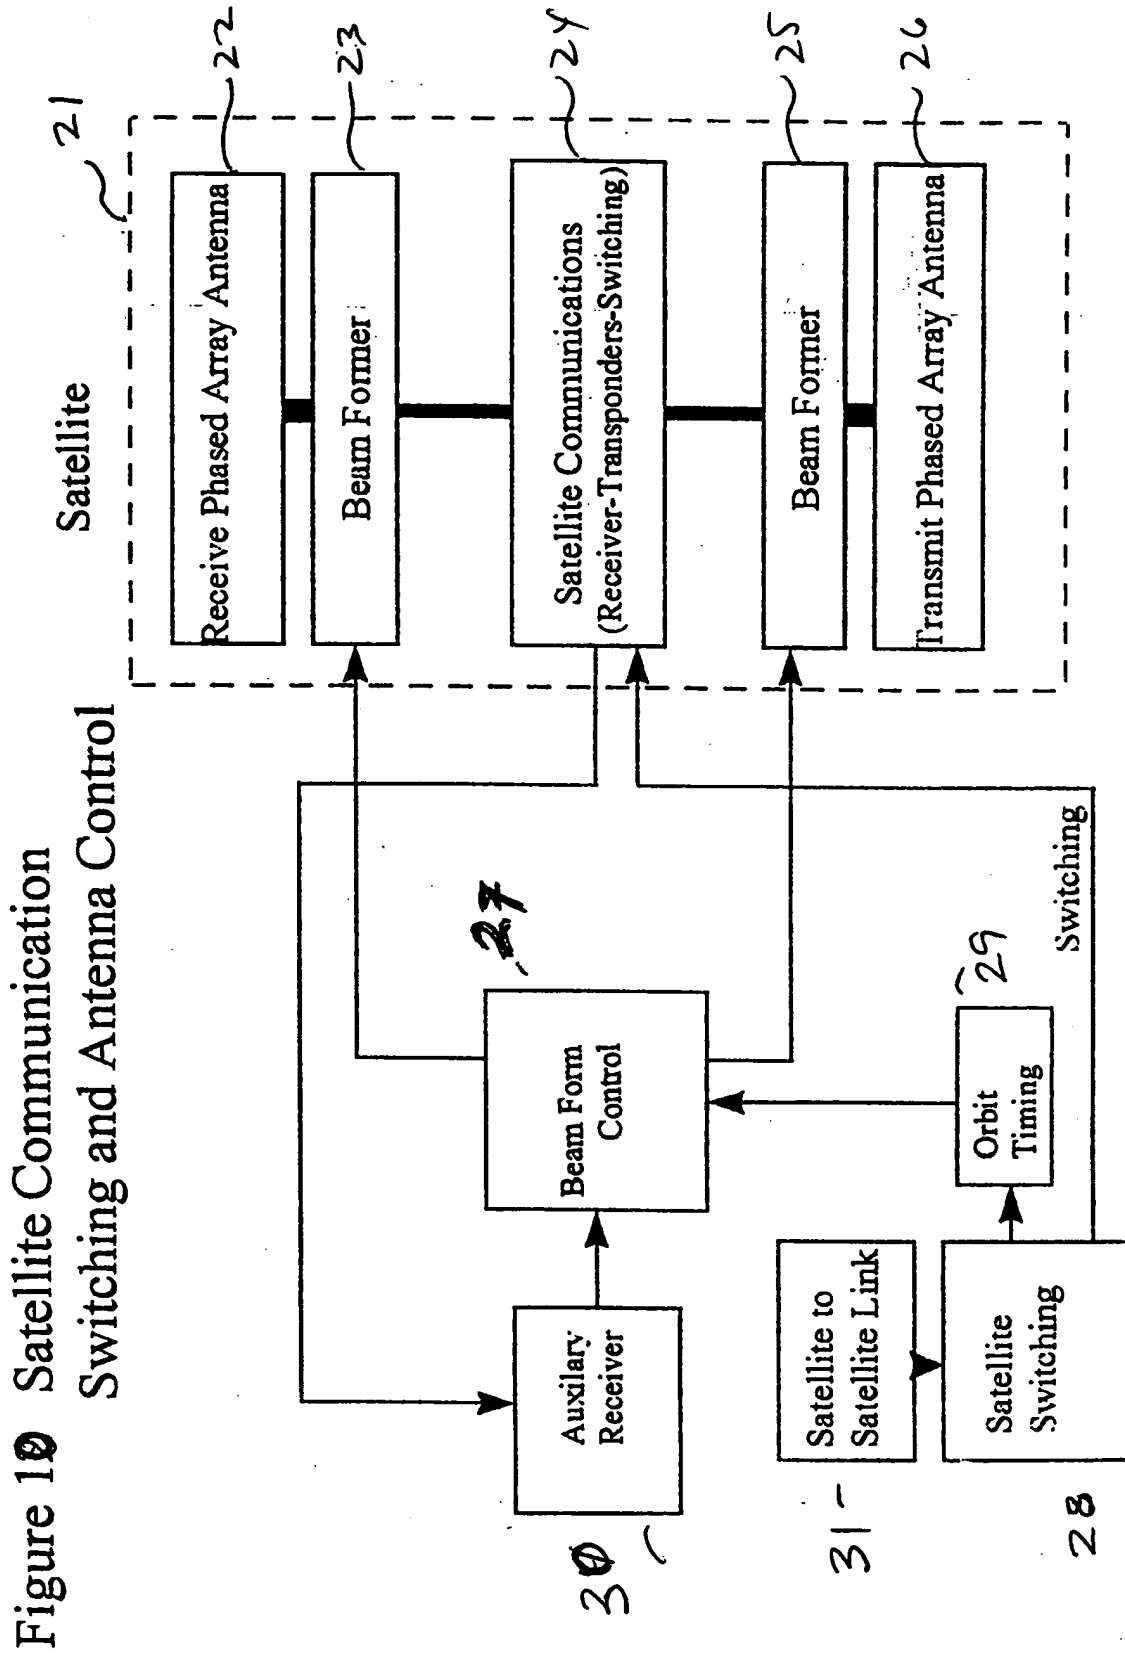 Figure 10 Satellite Communication
Switching and Antenna Control
Satellite
21
Receive Phased Array Antenna
22
Beam Former
23
Satellite Communications
(Receiver-Transponders-Switching)
24
Beam Former
25
Transmit Phased Array Antenna
26
Beam Form
Control
27
Auxilary
Receiver
30
Satellite to
Satellite Link
31
Satellite
Switching
28
Orbit
Timing
29
Switching